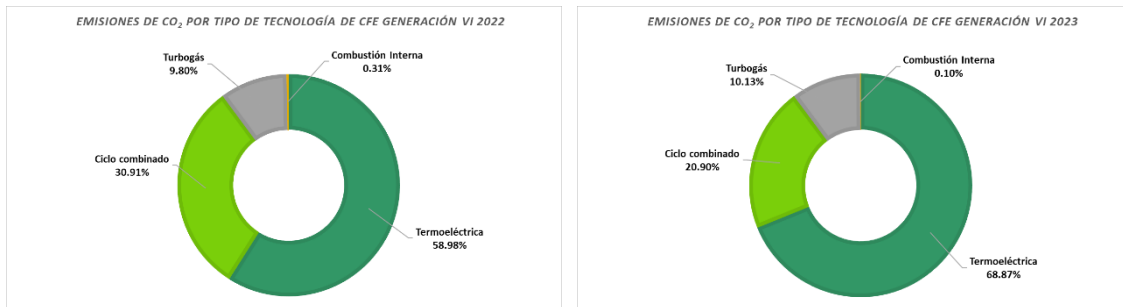 EMISIONES DE CO₂ POR TIPO DE TECNOLOGÍA DE CFE GENERACIÓN VI 2022
Turbogás
9.80%
Combustión Interna
0.31%
Ciclo combinado
30.91%
Termoeléctrica
58.98%
EMISIONES DE CO₂ POR TIPO DE TECNOLOGÍA DE CFE GENERACIÓN VI 2023
Turbogás
10.13%
Combustión Interna
0.10%
Ciclo combinado
20.90%
Termoeléctrica
68.87%